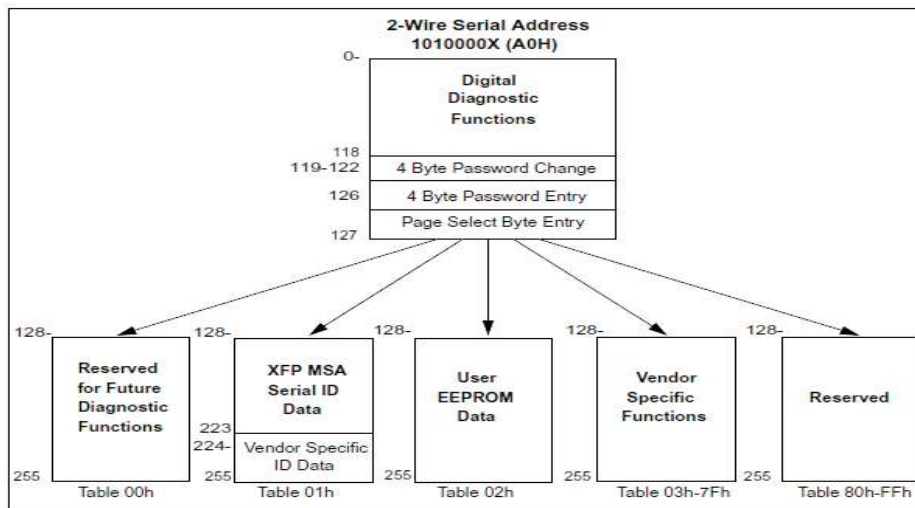 2-Wire Serial Address
1010000X (A0H)
0-
Digital
Diagnostic
Functions
118
119-122
4 Byte Password Change
126
4 Byte Password Entry
Page Select Byte Entry
127
128-
Reserved
for Future
Diagnostic
Functions
255
Table 00h
128-
XFP MSA
Serial ID
Data
223
224-
Vendor Specific
ID Data
255
Table 01h
128-
User
EEPROM
Data
255
Table 02h
128-
Vendor
Specific
Functions
255
Table 03h-7Fh
128-
Reserved
255
Table 80h-FFh